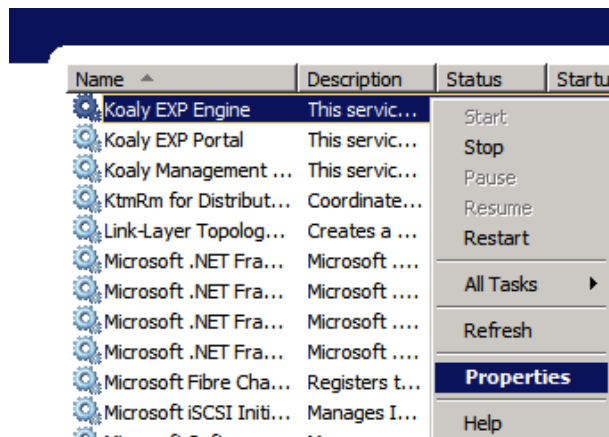 Name Description Status Startu
Koaly EXP Engine This servic...
Koaly EXP Portal This servic...
Koaly Management ... This servic...
KtmRm for Distribut... Coordinate...
Link-Layer Topolog... Creates a ...
Microsoft .NET Fra... Microsoft ....
Microsoft .NET Fra... Microsoft ....
Microsoft .NET Fra... Microsoft ....
Microsoft .NET Fra... Microsoft ....
Microsoft Fibre Cha... Registers t...
Microsoft iSCSI Initi... Manages I...
Start
Stop
Pause
Resume
Restart
All Tasks
Refresh
Properties
Help